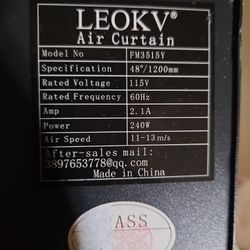 LEOKV®
Air Curtain
Model No FM3515Y
Specification 48"/1200mm
Rated Voltage 115V
Rated Frequency 60Hz
Amp 2.1A
Power 240W
Air Speed 11-13m/s
After-sales mail:
3897653778@qq.com
Made in China
ASS